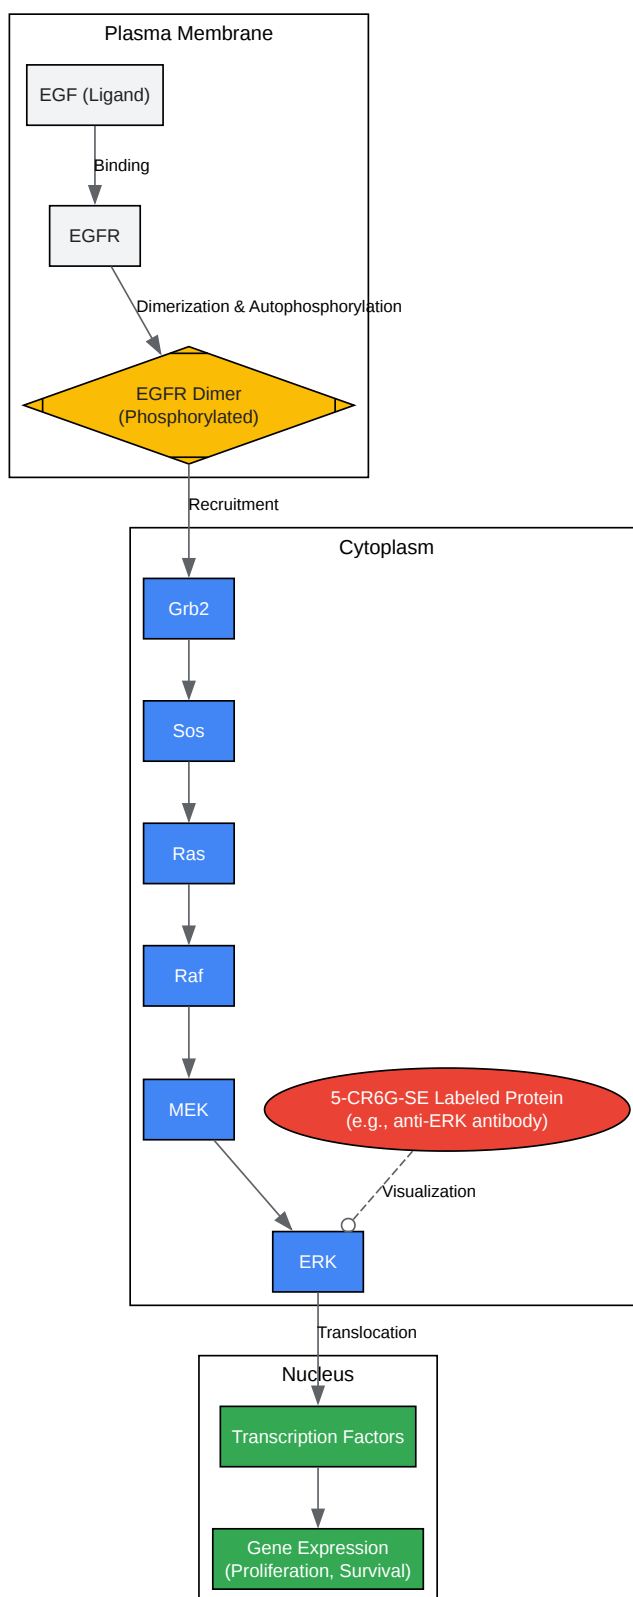 Plasma Membrane
EGF (Ligand)
Binding
EGFR
Dimerization & Autophosphorylation
EGFR Dimer
(Phosphorylated)
Recruitment
Cytoplasm
Grb2
Sos
Ras
Raf
MEK
5-CR6G-SE Labeled Protein
(e.g., anti-ERK antibody)
Visualization
ERK
Translocation
Nucleus
Transcription Factors
Gene Expression
(Proliferation, Survival)